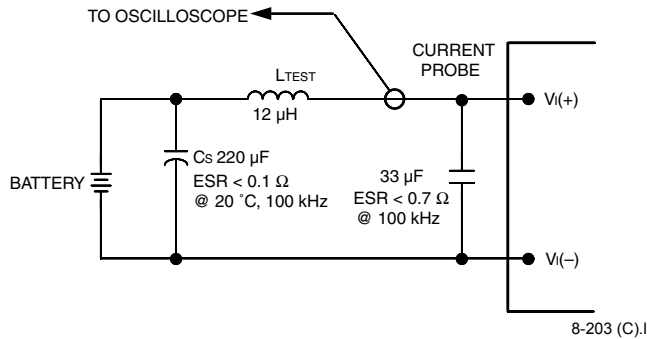 TO OSCILLOSCOPE
CURRENT
PROBE
LTEST
12 µH
VI(+)
CS 220 µF
ESR < 0.1 Ω
@ 20 ˚C, 100 kHz
BATTERY
33 µF
ESR < 0.7 Ω
@ 100 kHz
VI(–)
8-203 (C).l